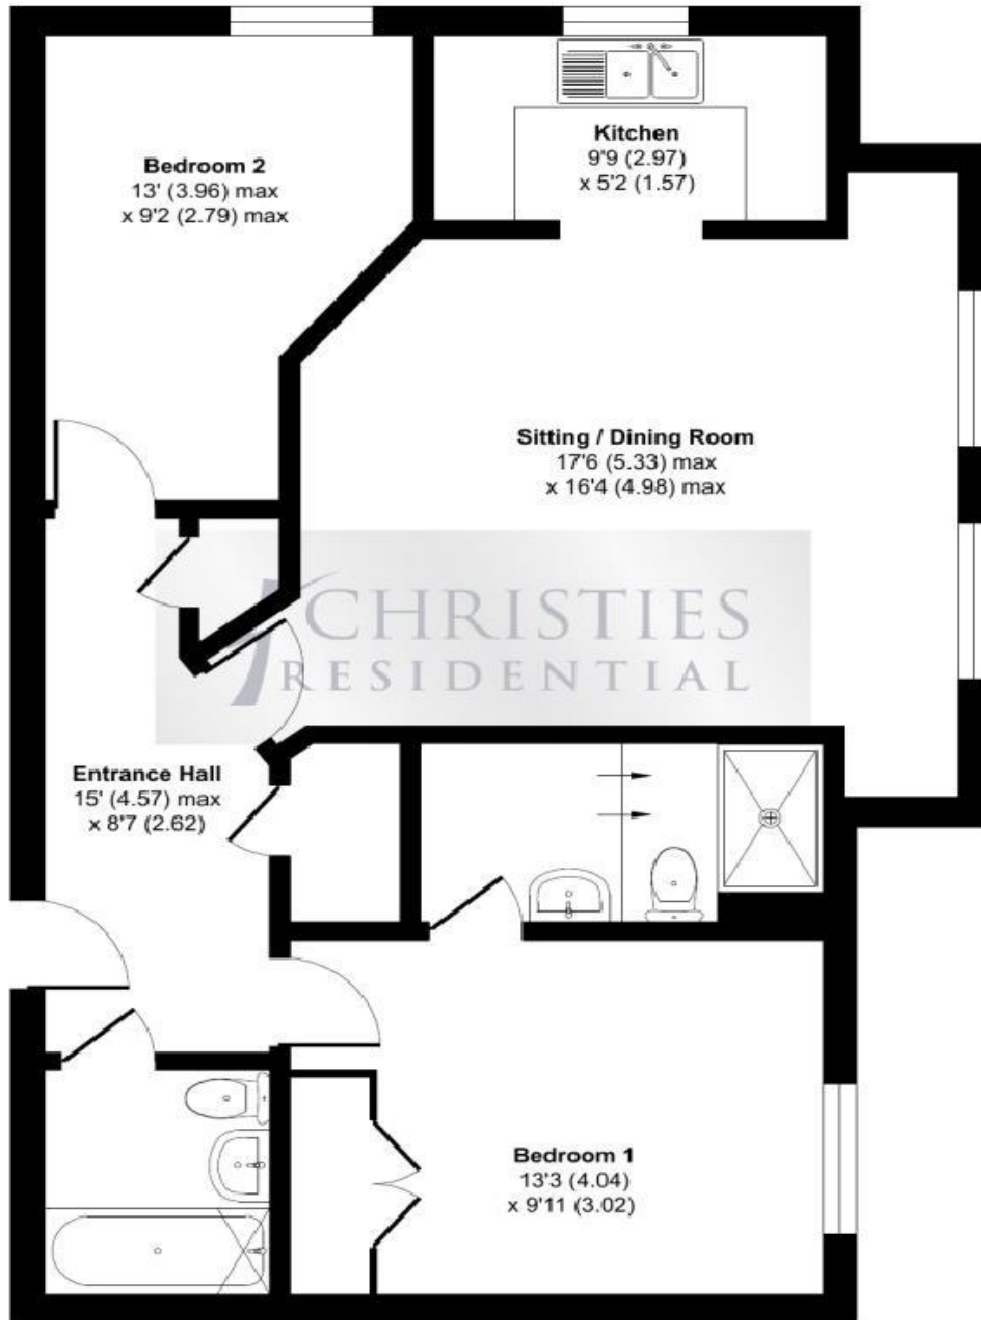 Bedroom 2
13' (3.96) max
x 9'2 (2.79) max
Kitchen
9'9 (2.97)
x 5'2 (1.57)
Sitting / Dining Room
17'6 (5.33) max
x 16'4 (4.98) max
CHRISTIES
RESIDENTIAL
Entrance Hall
15' (4.57) max
x 8'7 (2.62)
Bedroom 1
13'3 (4.04)
x 9'11 (3.02)